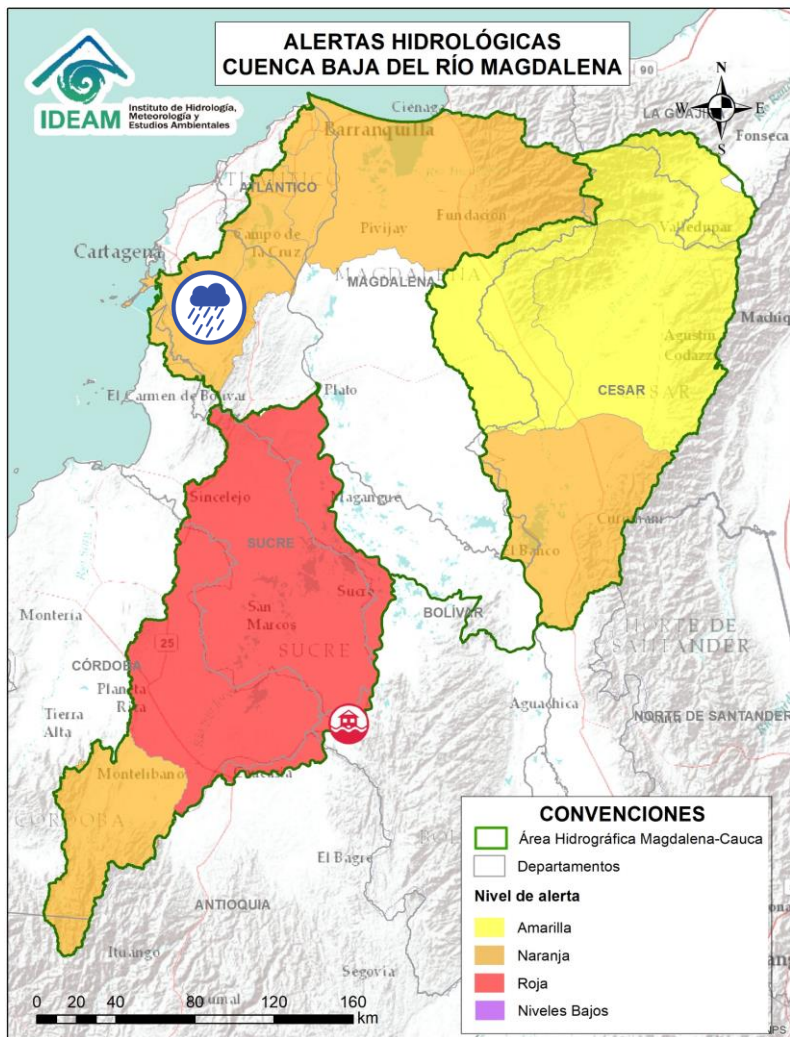 ALERTAS HIDROLÓGICAS
CUENCA BAJA DEL RÍO MAGDALENA
IDEAM
Instituto de Hidrología,
Meteorología y
Estudios Ambientales
N
W
E
S
90
LA GUAJIRA
Fonseca
Ciénaga
Barranquilla
ATLÁNTICO
Cartagena
Campo de
la Cruz
Pivijay
Fundación
Valledupar
MAGDALENA
MAGDALENA
Agustín
Codazzi
CESAR
El Carmen de Bolívar
Plato
Sincelejo
Magangué
SUCRE
El Banco
Sucre
BOLÍVAR
San
Marcos
SUCRE
Montería
25
CÓRDOBA
Planeta
Rica
Tierra
Alta
NORTE DE
SANTANDER
NORTE DE SANTANDER
Aguachica
Montelíbano
CÓRDOBA
El Bagre
ANTIOQUIA
Ituango
Segovia
0 20 40 80 120 160
km
CONVENCIONES
Área Hidrográfica Magdalena-Cauca
Departamentos
Nivel de alerta
Amarilla
Naranja
Roja
Niveles Bajos